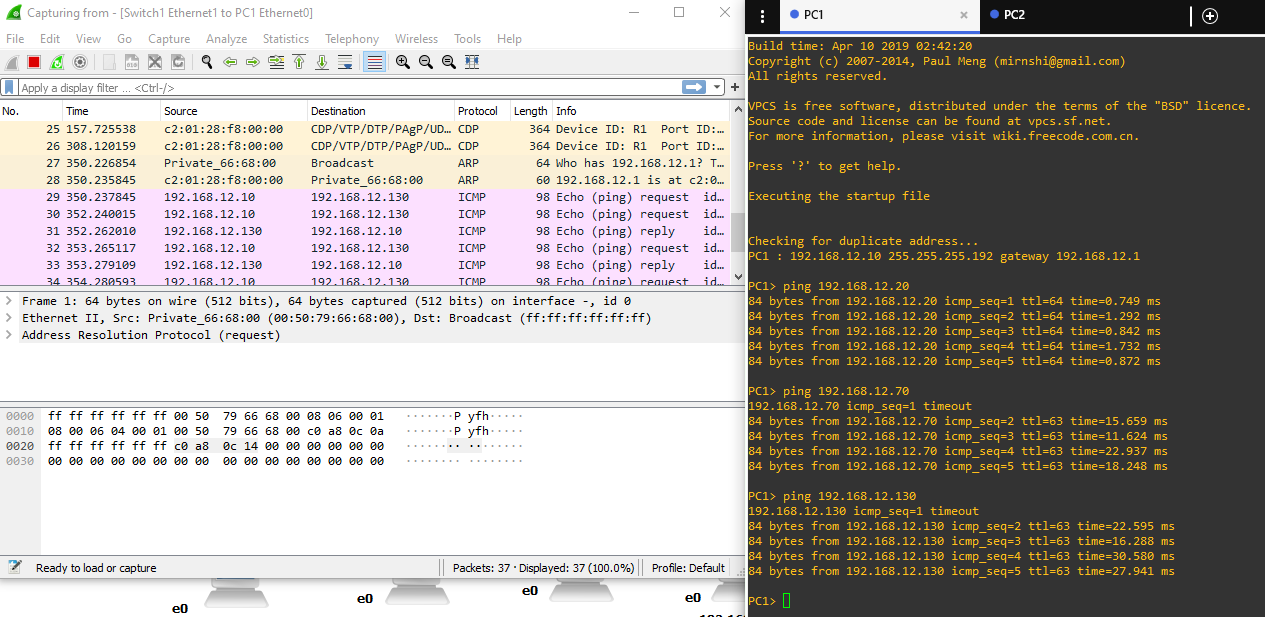 Capturing from - [Switch1 Ethernet1 to PC1 Ethernet0]
File Edit View Go Capture Analyze Statistics Telephony Wireless Tools Help
Apply a display filter ... <Ctrl-/>
No. Time Source Destination Protocol Length Info
25 157.725538 c2:01:28:f8:00:00 CDP/VTP/DTP/PAgP/UD… CDP 364 Device ID: R1 Port ID:…
26 308.120159 c2:01:28:f8:00:00 CDP/VTP/DTP/PAgP/UD… CDP 364 Device ID: R1 Port ID:…
27 350.226854 Private_66:68:00 Broadcast ARP 64 Who has 192.168.12.1? T…
28 350.235845 c2:01:28:f8:00:00 Private_66:68:00 ARP 60 192.168.12.1 is at c2:0…
29 350.237845 192.168.12.10 192.168.12.130 ICMP 98 Echo (ping) request id…
30 352.240015 192.168.12.10 192.168.12.130 ICMP 98 Echo (ping) request id…
31 352.262010 192.168.12.130 192.168.12.10 ICMP 98 Echo (ping) reply id…
32 353.265117 192.168.12.10 192.168.12.130 ICMP 98 Echo (ping) request id…
33 353.279109 192.168.12.130 192.168.12.10 ICMP 98 Echo (ping) reply id…
34 354.280593 192.168.12.10 192.168.12.130 ICMP 98 Echo (ping) request id…
Frame 1: 64 bytes on wire (512 bits), 64 bytes captured (512 bits) on interface -, id 0
Ethernet II, Src: Private_66:68:00 (00:50:79:66:68:00), Dst: Broadcast (ff:ff:ff:ff:ff:ff)
Address Resolution Protocol (request)
0000 ff ff ff ff ff ff 00 50 79 66 68 00 08 06 00 01 ·······P yfh·····
0010 08 00 06 04 00 01 00 50 79 66 68 00 c0 a8 0c 0a ·······P yfh·····
0020 ff ff ff ff ff ff c0 a8 0c 14 00 00 00 00 00 00 ········ ········
0030 00 00 00 00 00 00 00 00 00 00 00 00 00 00 00 00 ········ ········
Ready to load or capture
Packets: 37 · Displayed: 37 (100.0%)
Profile: Default
e0
e0
e0
e0
PC1 ×
PC2
Build time: Apr 10 2019 02:42:20
Copyright (c) 2007-2014, Paul Meng (mirnshi@gmail.com)
All rights reserved.
VPCS is free software, distributed under the terms of the "BSD" licence.
Source code and license can be found at vpcs.sf.net.
For more information, please visit wiki.freecode.com.cn.
Press '?' to get help.
Executing the startup file
Checking for duplicate address...
PC1 : 192.168.12.10 255.255.255.192 gateway 192.168.12.1
PC1> ping 192.168.12.20
84 bytes from 192.168.12.20 icmp_seq=1 ttl=64 time=0.749 ms
84 bytes from 192.168.12.20 icmp_seq=2 ttl=64 time=1.292 ms
84 bytes from 192.168.12.20 icmp_seq=3 ttl=64 time=0.842 ms
84 bytes from 192.168.12.20 icmp_seq=4 ttl=64 time=1.732 ms
84 bytes from 192.168.12.20 icmp_seq=5 ttl=64 time=0.872 ms
PC1> ping 192.168.12.70
192.168.12.70 icmp_seq=1 timeout
84 bytes from 192.168.12.70 icmp_seq=2 ttl=63 time=15.659 ms
84 bytes from 192.168.12.70 icmp_seq=3 ttl=63 time=11.624 ms
84 bytes from 192.168.12.70 icmp_seq=4 ttl=63 time=22.937 ms
84 bytes from 192.168.12.70 icmp_seq=5 ttl=63 time=18.248 ms
PC1> ping 192.168.12.130
192.168.12.130 icmp_seq=1 timeout
84 bytes from 192.168.12.130 icmp_seq=2 ttl=63 time=22.595 ms
84 bytes from 192.168.12.130 icmp_seq=3 ttl=63 time=16.288 ms
84 bytes from 192.168.12.130 icmp_seq=4 ttl=63 time=30.580 ms
84 bytes from 192.168.12.130 icmp_seq=5 ttl=63 time=27.941 ms
PC1>